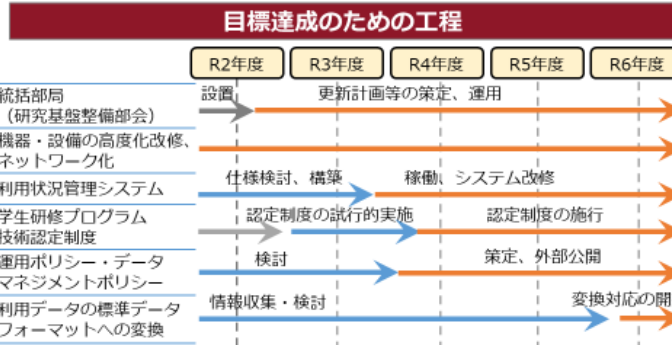 目標達成のための工程
R2年度 R3年度 R4年度 R5年度 R6年度
統括部局
（研究基盤整備部会）
設置 更新計画等の策定、運用
機器・設備の高度化改修、
ネットワーク化
利用状況管理システム
仕様検討、構築 稼働、システム改修
学生研修プログラム
技術認定制度
認定制度の試行的実施 認定制度の施行
運用ポリシー・データ
マネジメントポリシー
検討 策定、外部公開
利用データの標準データ
フォーマットへの変換
情報収集・検討 変換対応の開